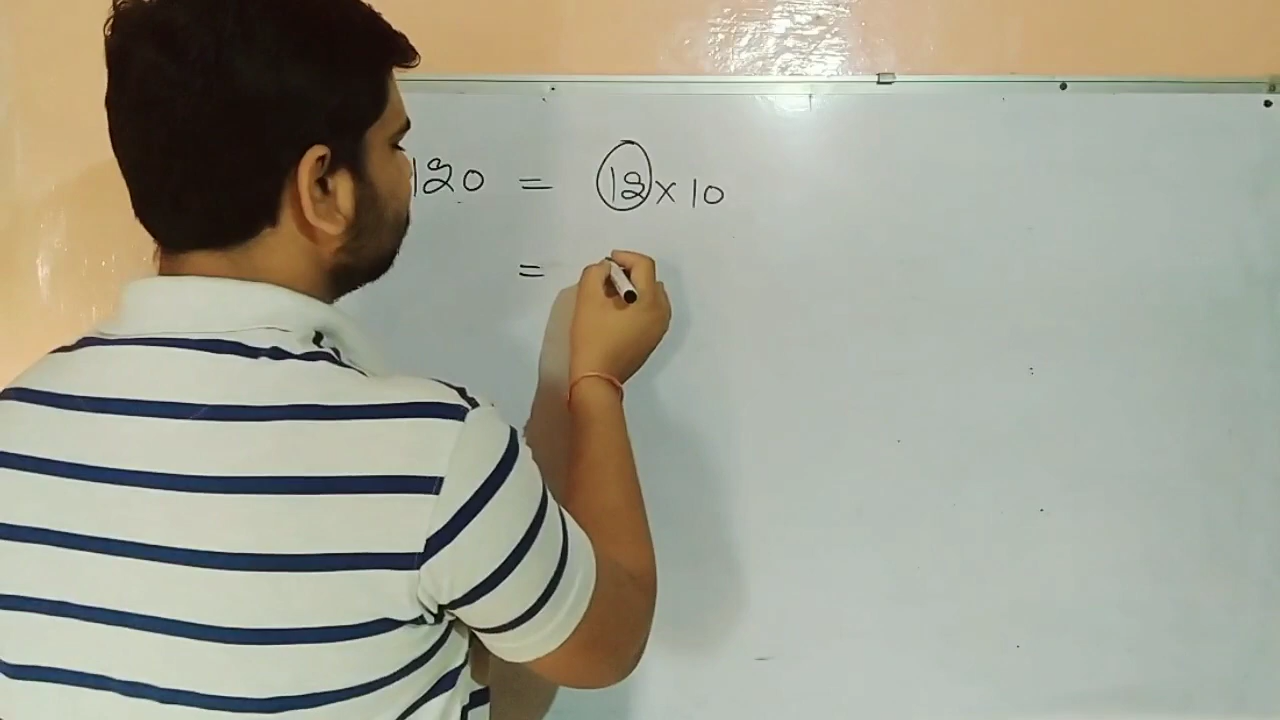 120 = 12 × 10
=